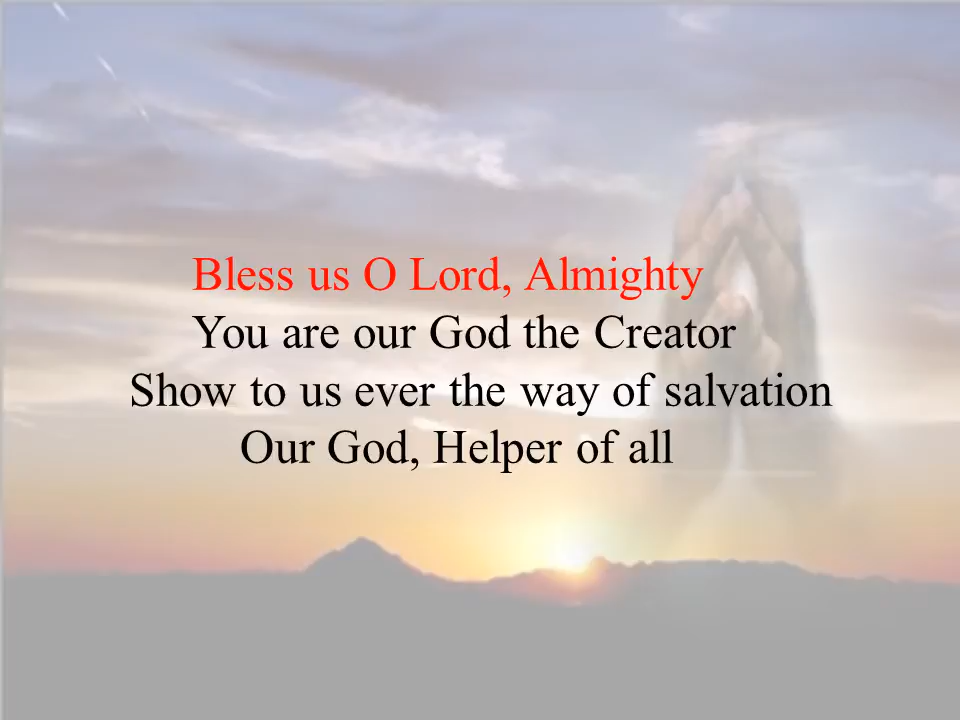 Bless us O Lord, Almighty
You are our God the Creator
Show to us ever the way of salvation
Our God, Helper of all